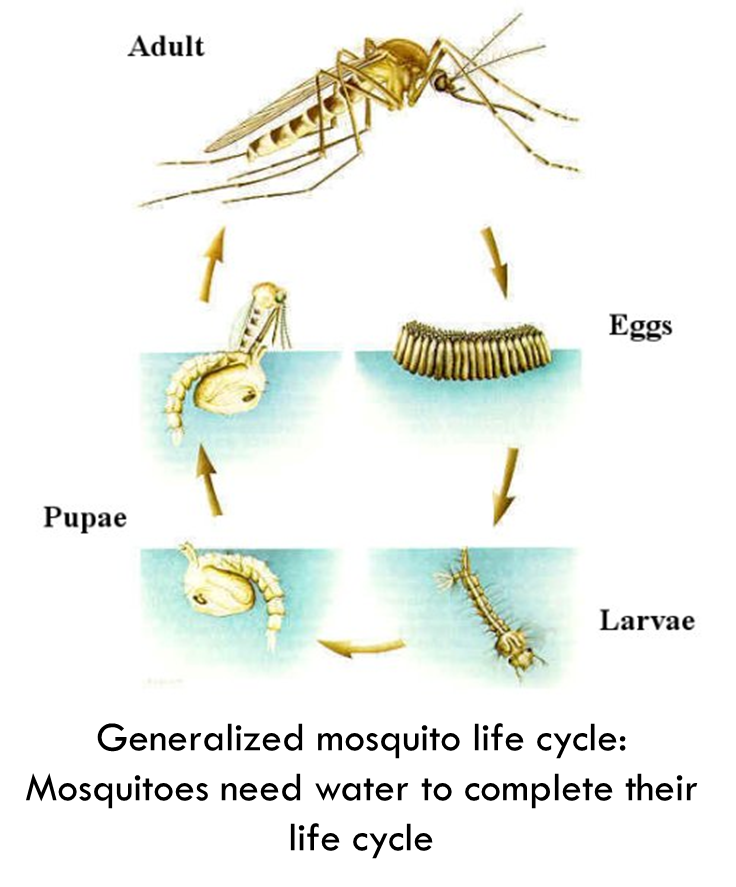 Adult
Eggs
Pupae
Larvae
Generalized mosquito life cycle:
Mosquitoes need water to complete their
life cycle